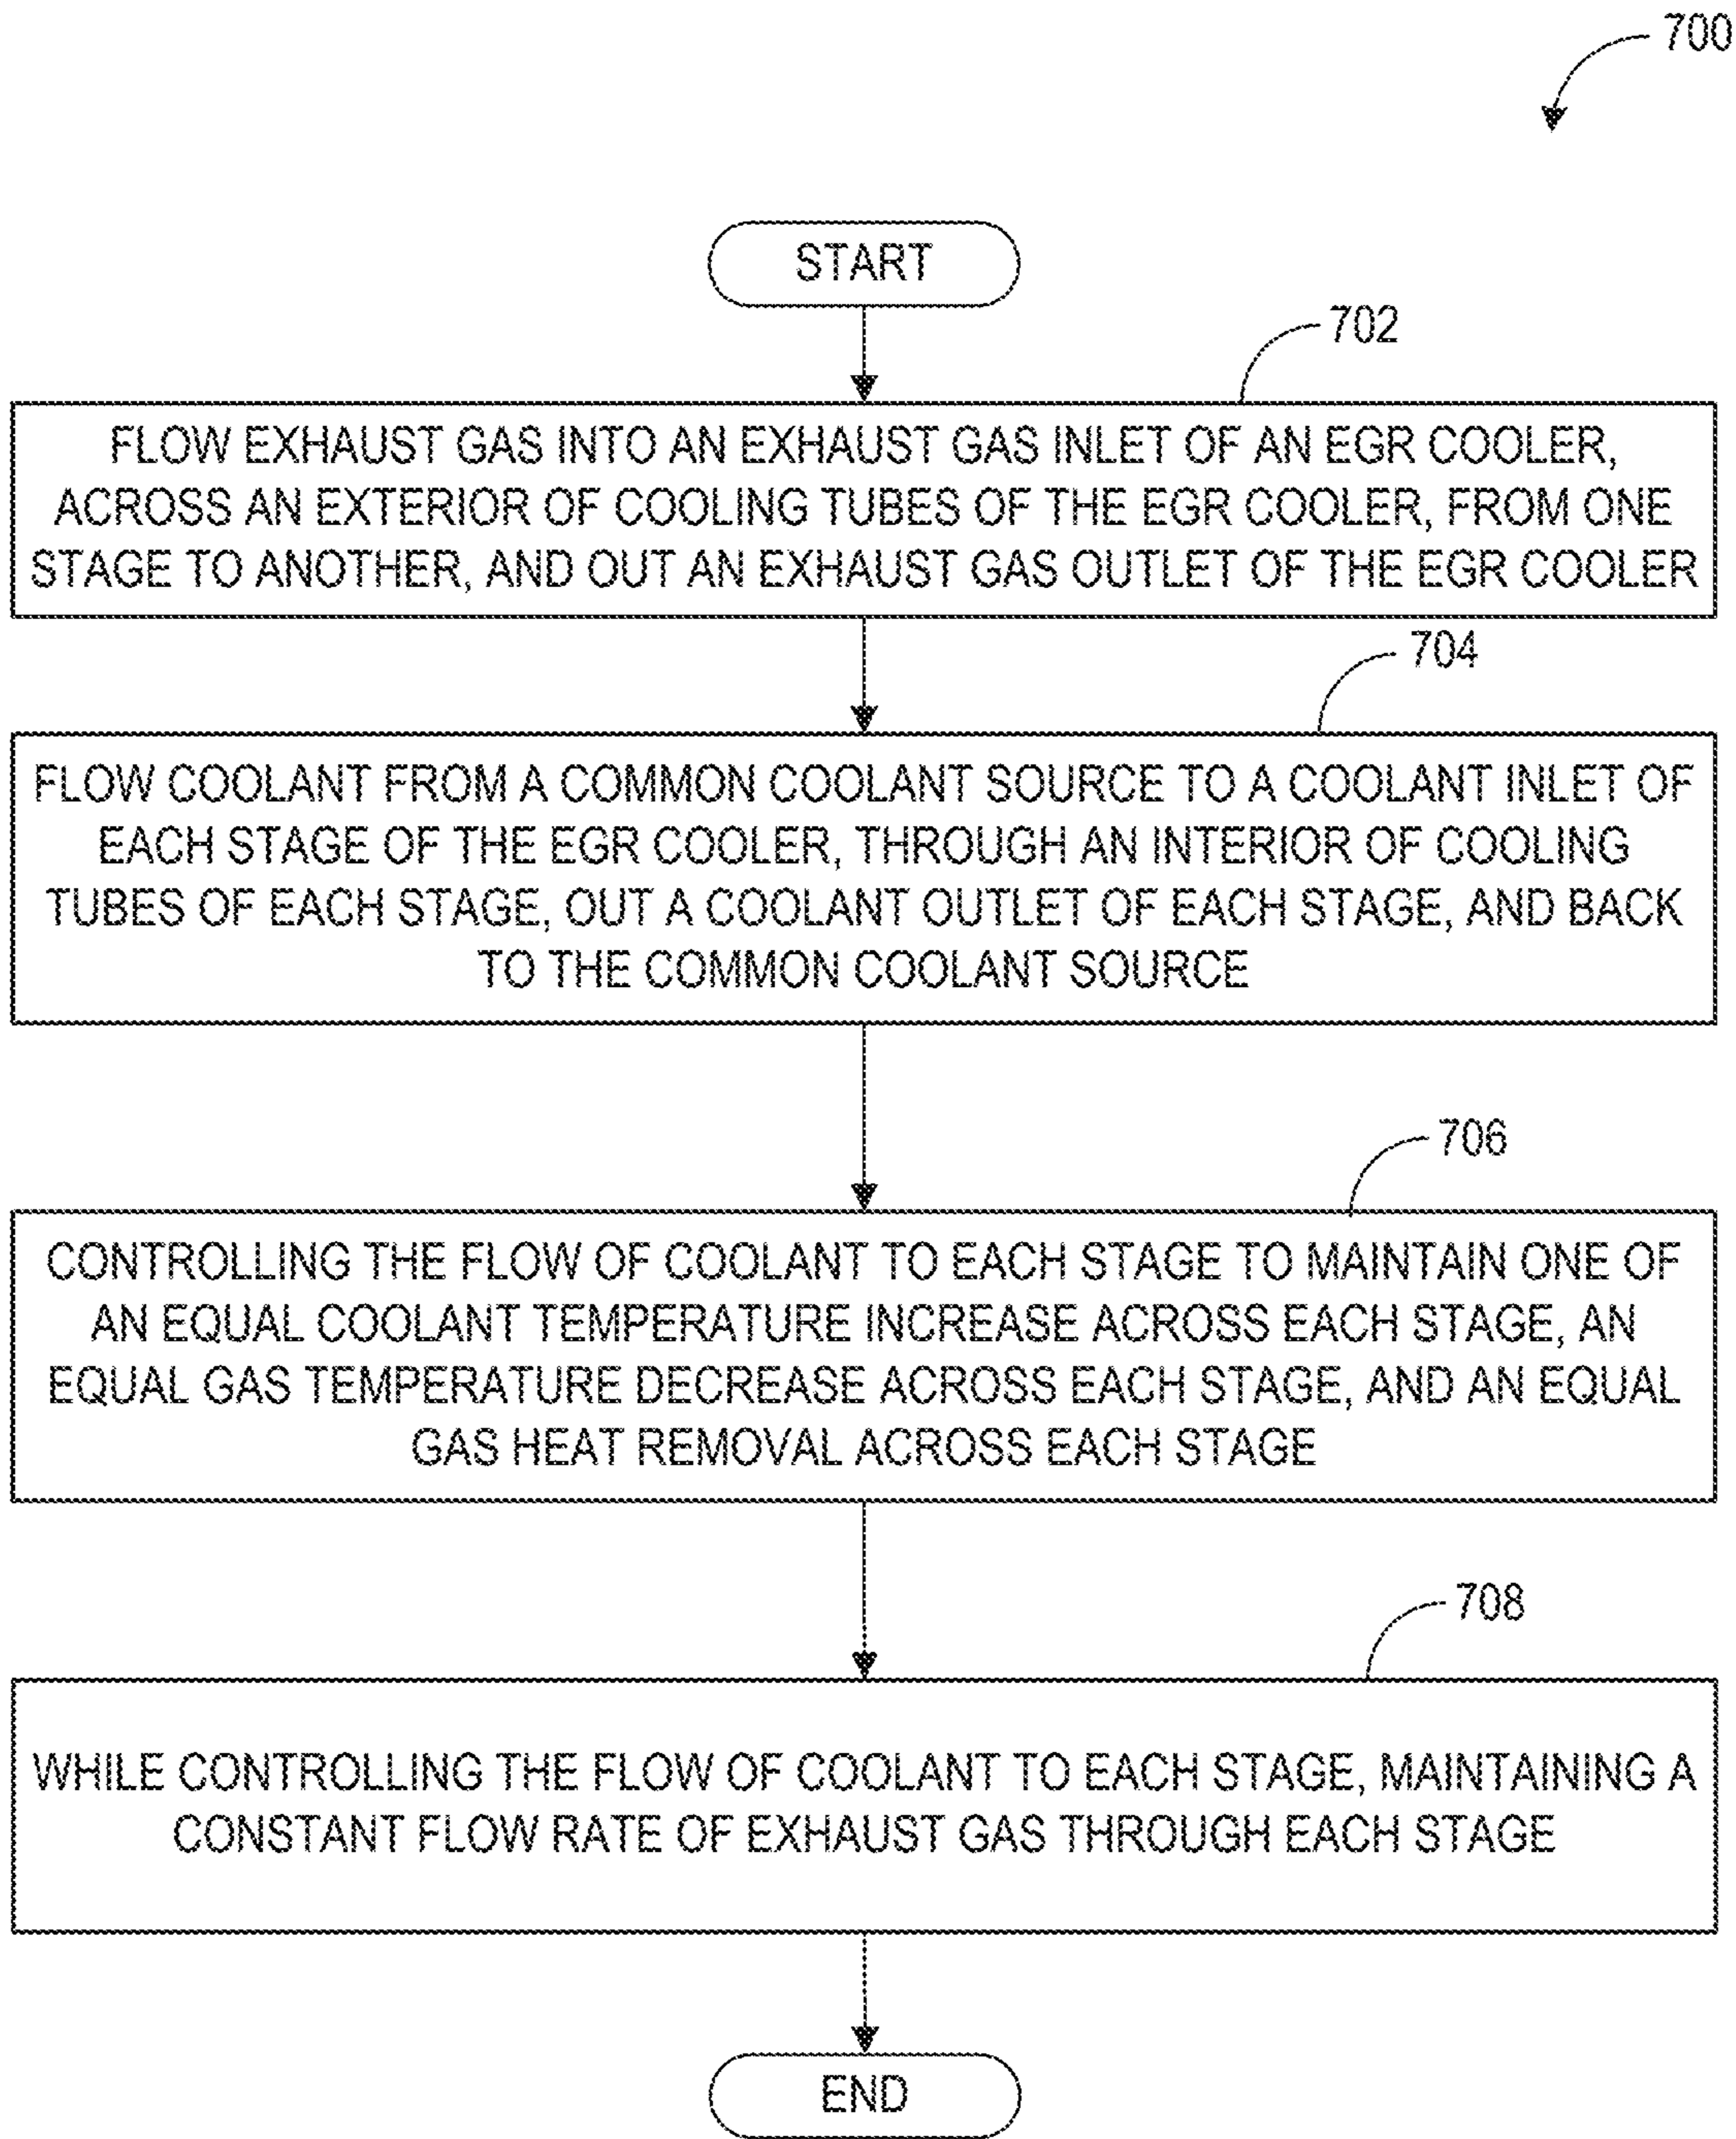 700
START
702
FLOW EXHAUST GAS INTO AN EXHAUST GAS INLET OF AN EGR COOLER,
ACROSS AN EXTERIOR OF COOLING TUBES OF THE EGR COOLER, FROM ONE
STAGE TO ANOTHER, AND OUT AN EXHAUST GAS OUTLET OF THE EGR COOLER
704
FLOW COOLANT FROM A COMMON COOLANT SOURCE TO A COOLANT INLET OF
EACH STAGE OF THE EGR COOLER, THROUGH AN INTERIOR OF COOLING
TUBES OF EACH STAGE, OUT A COOLANT OUTLET OF EACH STAGE, AND BACK
TO THE COMMON COOLANT SOURCE
706
CONTROLLING THE FLOW OF COOLANT TO EACH STAGE TO MAINTAIN ONE OF
AN EQUAL COOLANT TEMPERATURE INCREASE ACROSS EACH STAGE, AN
EQUAL GAS TEMPERATURE DECREASE ACROSS EACH STAGE, AND AN EQUAL
GAS HEAT REMOVAL ACROSS EACH STAGE
708
WHILE CONTROLLING THE FLOW OF COOLANT TO EACH STAGE, MAINTAINING A
CONSTANT FLOW RATE OF EXHAUST GAS THROUGH EACH STAGE
END